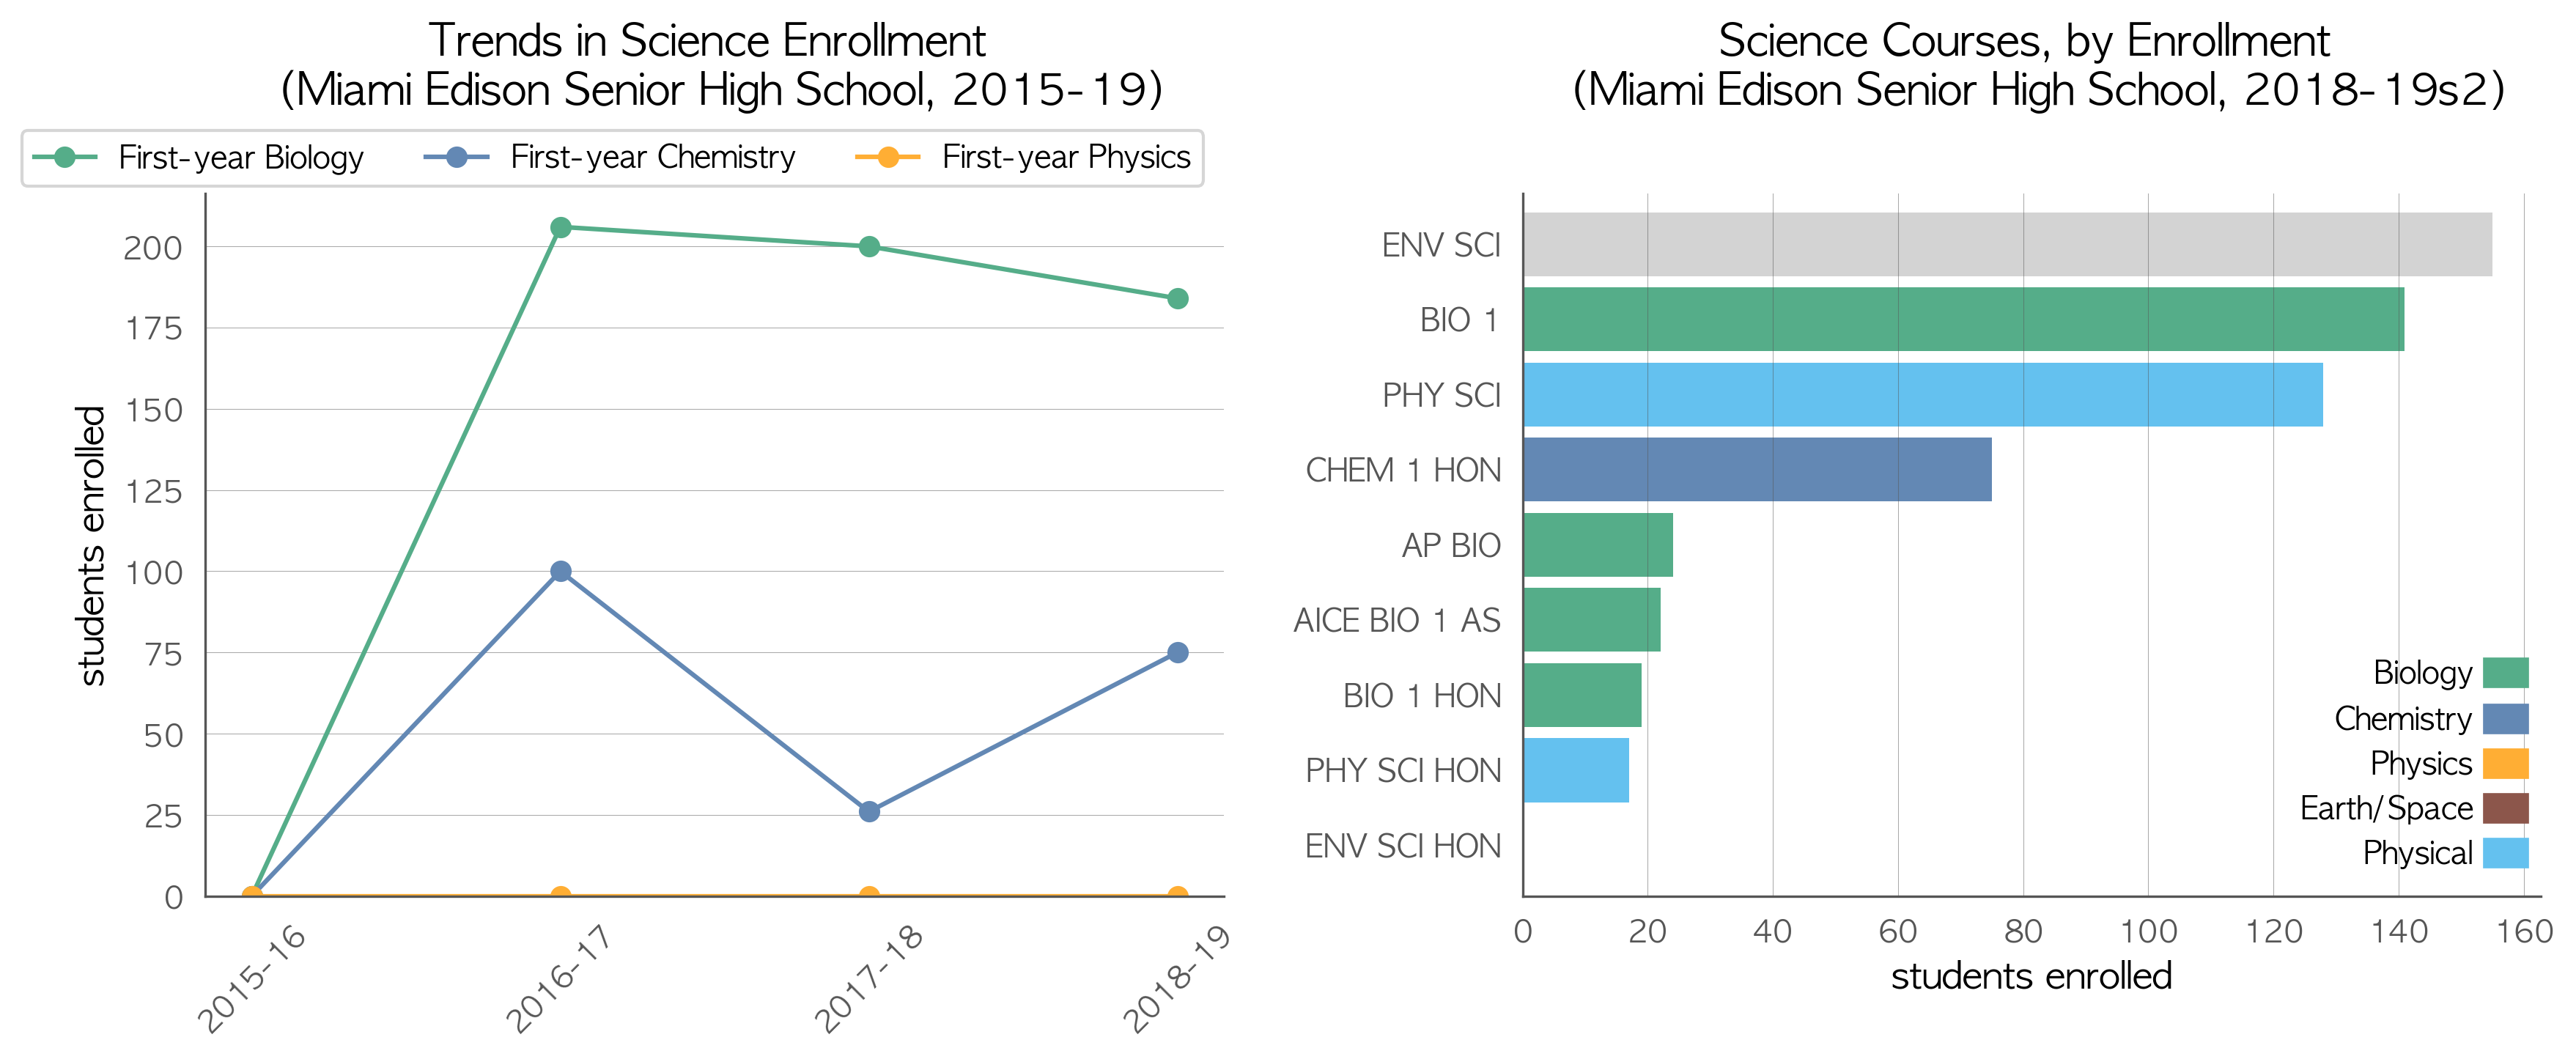 Trends in Science Enrollment
(Miami Edison Senior High School, 2015-19)
First-year Biology
First-year Chemistry
First-year Physics
200
175
150
125
100
75
50
25
0
students enrolled
2015-16
2016-17
2017-18
2018-19
Science Courses, by Enrollment
(Miami Edison Senior High School, 2018-19s2)
ENV SCI
BIO 1
PHY SCI
CHEM 1 HON
AP BIO
AICE BIO 1 AS
BIO 1 HON
PHY SCI HON
ENV SCI HON
Biology
Chemistry
Physics
Earth/Space
Physical
0 20 40 60 80 100 120 140 160
students enrolled